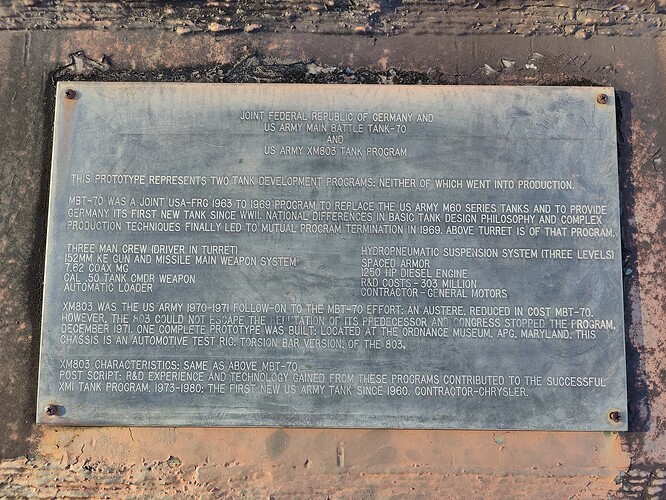 JOINT FEDERAL REPUBLIC OF GERMANY AND
US ARMY MAIN BATTLE TANK-70
AND
US ARMY XM803 TANK PROGRAM
THIS PROTOTYPE REPRESENTS TWO TANK DEVELOPMENT PROGRAMS: NEITHER OF WHICH WENT INTO PRODUCTION.
MBT-70 WAS A JOINT USA-FRG 1963 TO 1969 PROGRAM TO REPLACE THE US ARMY M60 SERIES TANKS AND TO PROVIDE
GERMANY ITS FIRST NEW TANK SINCE WWII. NATIONAL DIFFERENCES IN BASIC TANK DESIGN PHILOSOPHY AND COMPLEX
PRODUCTION TECHNIQUES FINALLY LED TO MUTUAL PROGRAM TERMINATION IN 1969. ABOVE TURRET IS OF THAT PROGRAM.
THREE MAN CREW (DRIVER IN TURRET)
152MM KE GUN AND MISSILE MAIN WEAPON SYSTEM
7.62 COAX MG
CAL .50 TANK CMDR WEAPON
AUTOMATIC LOADER
HYDROPNEUMATIC SUSPENSION SYSTEM (THREE LEVELS)
SPACED ARMOR
1250 HP DIESEL ENGINE
R&D COSTS - 303 MILLION
CONTRACTOR - GENERAL MOTORS
XM803 WAS THE US ARMY 1970-1971 FOLLOW-ON TO THE MBT-70 EFFORT: AN AUSTERE, REDUCED IN COST MBT-70.
HOWEVER, THE 803 COULD NOT ESCAPE THE OF ITS PREDECESSOR AND CONGRESS STOPPED THE PROGRAM,
DECEMBER 1971. ONE COMPLETE PROTOTYPE WAS BUILT: LOCATED AT THE ORDNANCE MUSEUM, APG, MARYLAND. THIS
CHASSIS IS AN AUTOMOTIVE TEST RIG, TORSION BAR VERSION, OF THE 803.
XM803 CHARACTERISTICS: SAME AS ABOVE MBT-70
POST SCRIPT: R&D EXPERIENCE AND TECHNOLOGY GAINED FROM THESE PROGRAMS CONTRIBUTED TO THE SUCCESSFUL
XM1 TANK PROGRAM, 1973-1980: THE FIRST NEW US ARMY TANK SINCE 1960. CONTRACTOR-CHRYSLER.